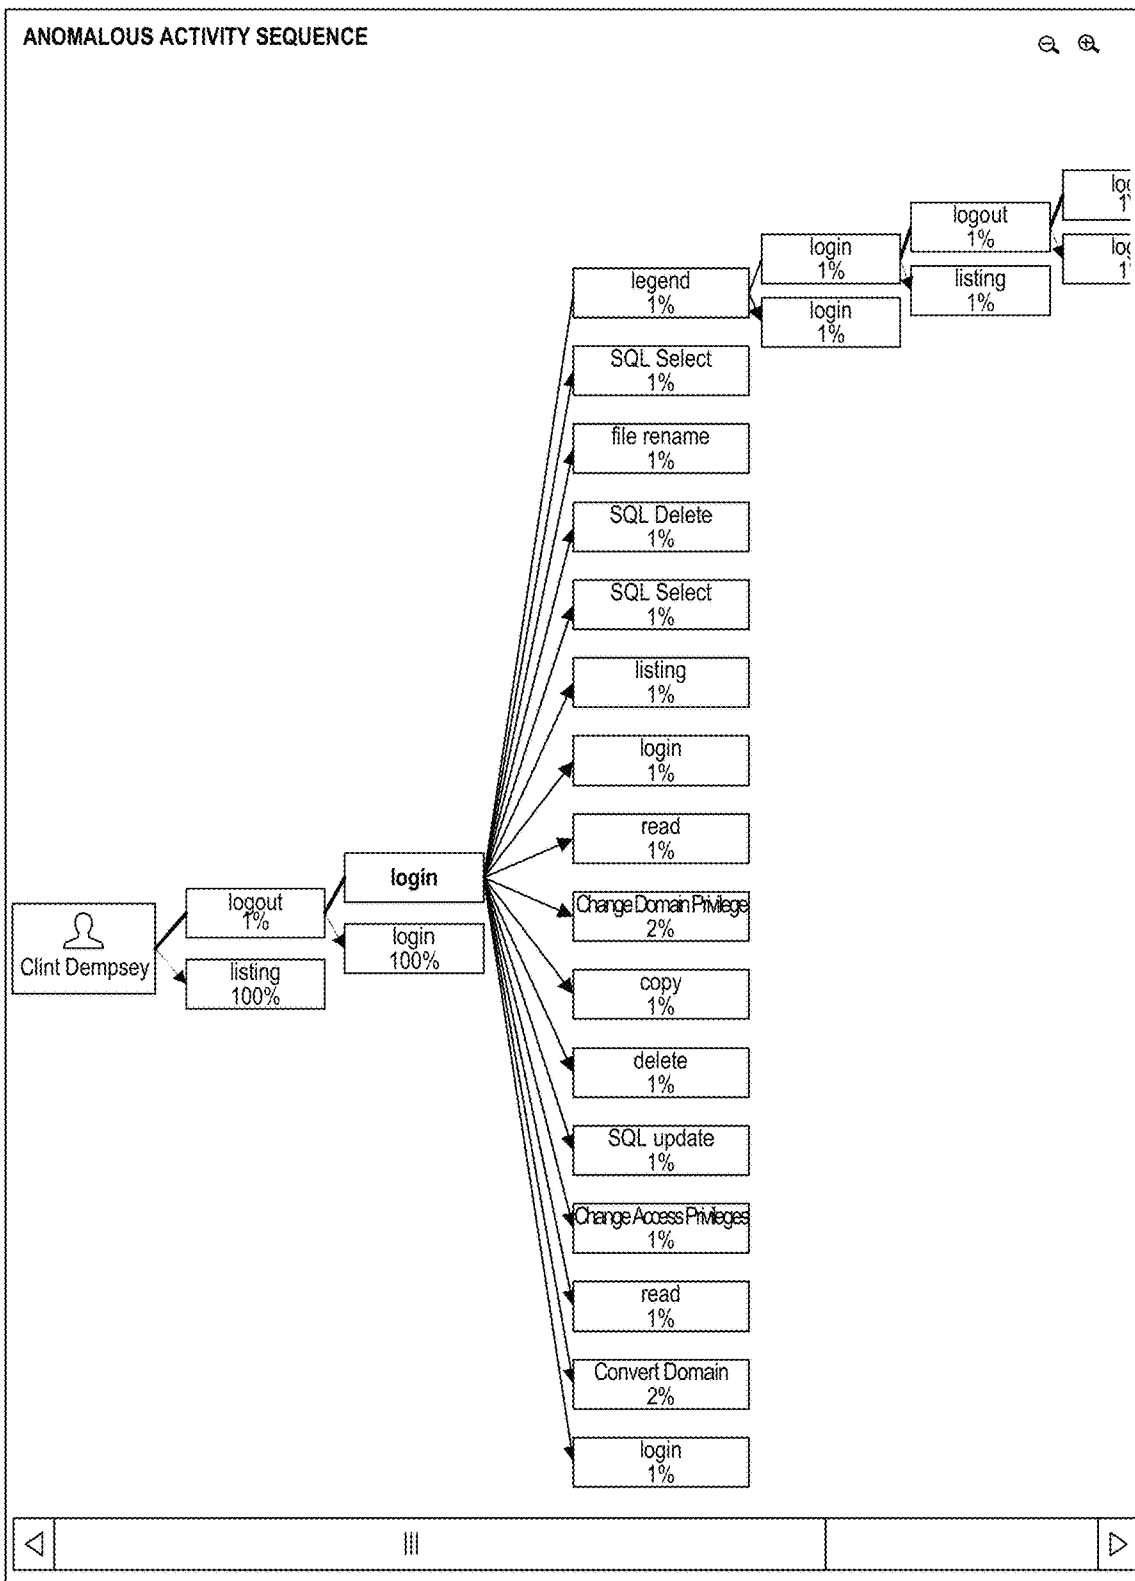 ANOMALOUS ACTIVITY SEQUENCE
logout
1%
login
1%
listing
1%
legend
1%
login
1%
SQL Select
1%
file rename
1%
SQL Delete
1%
SQL Select
1%
listing
1%
login
1%
read
1%
login
logout
1%
login
100%
Clint Dempsey
listing
100%
Change Domain Privilege
2%
copy
1%
delete
1%
SQL update
1%
Change Access Privileges
1%
read
1%
Convert Domain
2%
login
1%